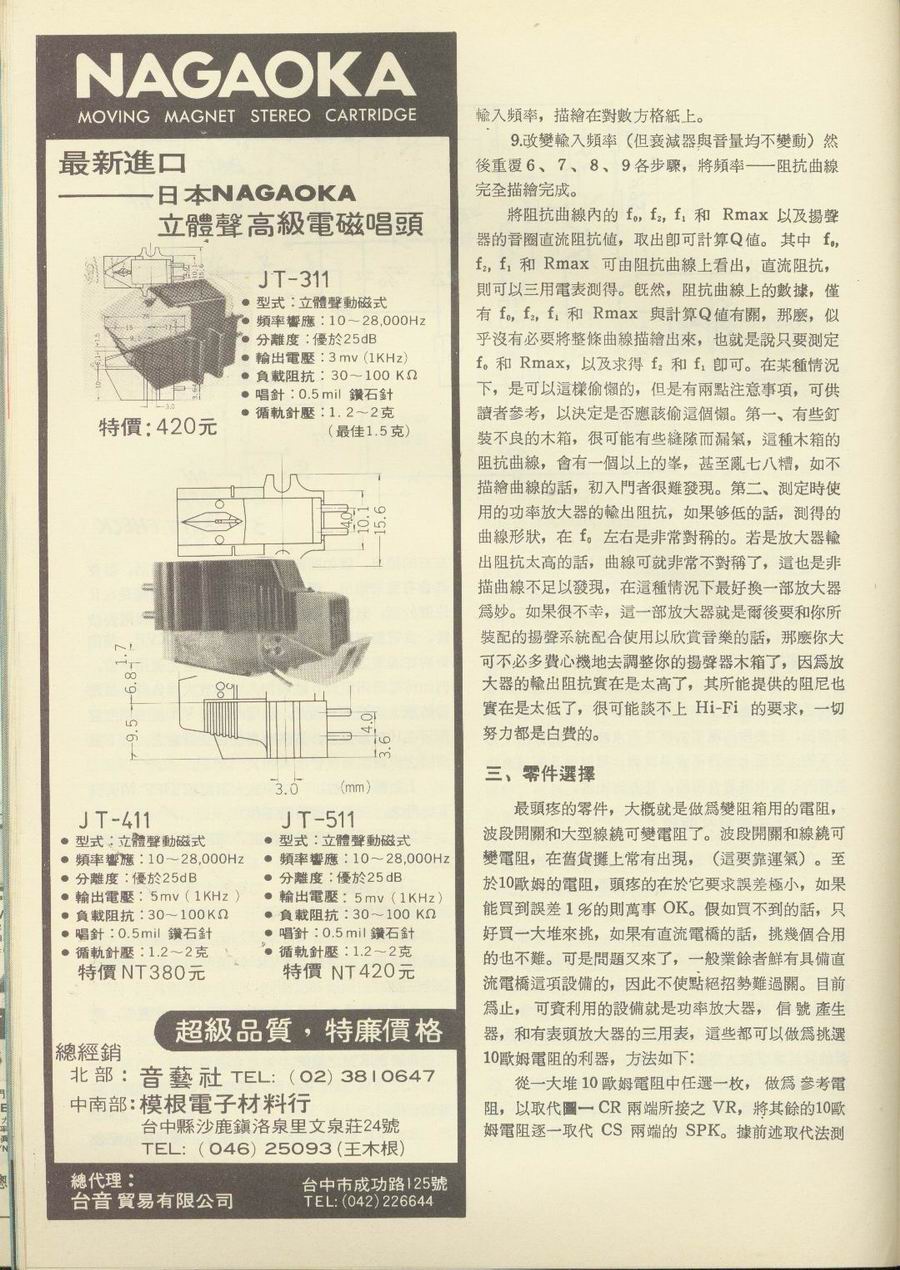 NAGAOKA
MOVING MAGNET STEREO CARTRIDGE
最新進口
日本NAGAOKA
立體聲高級電磁唱頭
JT-311
● 型式：立體聲動磁式
● 頻率響應：10～28,000Hz
● 分離度：優於25dB
● 輸出電壓：3mv (1KHz)
● 負載阻抗：30～100 KΩ
● 唱針：0.5mil 鑽石針
● 循軌針壓：1.2～2克
（最佳1.5克）
特價：420元
4.0
10.1
15.6
1.7
6.8
9.5
4.0
3.6
3.0
(mm)
JT-411
● 型式：立體聲動磁式
● 頻率響應：10～28,000Hz
● 分離度：優於25dB
● 輸出電壓：5mv（1KHz）
● 負載阻抗：30～100KΩ
● 唱針：0.5mil 鑽石針
● 循軌針壓：1.2～2克
特價 NT380元
JT-511
● 型式：立體聲動磁式
● 頻率響應：10～28,000Hz
● 分離度：優於25dB
● 輸出電壓：5mv（1KHz）
● 負載阻抗：30～100 KΩ
● 唱針：0.5mil 鑽石針
● 循軌針壓：1.2～2克
特價 NT420元
超級品質，特廉價格
總經銷
北部：音藝社 TEL:（02）3810647
中南部：模根電子材料行
台中縣沙鹿鎭洛泉里文泉莊24號
TEL:（046）25093（王木根）
總代理：
台音貿易有限公司
台中市成功路125號
TEL:(042)226644
輸入頻率，描繪在對數方格紙上。
9.改變輸入頻率（但衰減器與音量均不變動）然
後重覆6、7、8、9各步驟，將頻率——阻抗曲線
完全描繪完成。
將阻抗曲線內的 f₀, f₂, f₁ 和 Rmax 以及揚聲
器的音圈直流阻抗值，取出卽可計算Q値。其中 f₀,
f₂, f₁ 和 Rmax 可由阻抗曲線上看出，直流阻抗，
則可以三用電表測得。旣然，阻抗曲線上的數據，僅
有 f₀, f₂, f₁ 和 Rmax 與計算Q値有關，那麼，似
乎沒有必要將整條曲線描繪出來，也就是說只要測定
f₀ 和 Rmax，以及求得 f₂ 和 f₁ 卽可。在某種情況
下，是可以這樣偷懶的，但是有兩點注意事項，可供
讀者參考，以決定是否應該偷這個懶。第一、有些釘
裝不良的木箱，很可能有些縫隙而漏氣，這種木箱的
阻抗曲線，會有一個以上的峯，甚至亂七八糟，如不
描繪曲線的話，初入門者很難發現。第二、測定時使
用的功率放大器的輸出阻抗，如果够低的話，測得的
曲線形狀，在 f₀ 左右是非常對稱的。若是放大器輸
出阻抗太高的話，曲線可就非常不對稱了，這也是非
描曲線不足以發現，在這種情況下最好換一部放大器
爲妙。如果很不幸，這一部放大器就是爾後要和你所
裝配的揚聲系統配合使用以欣賞音樂的話，那麼你大
可不必多費心機地去調整你的揚聲器木箱了，因爲放
大器的輸出阻抗實在是太高了，其所能提供的阻尼也
實在是太低了，很可能談不上 Hi-Fi 的要求，一切
努力都是白費的。
三、零件選擇
最頭疼的零件，大概就是做爲變阻箱用的電阻，
波段開關和大型線繞可變電阻了。波段開關和線繞可
變電阻，在舊貨攤上常有出現，（這要靠運氣）。至
於10歐姆的電阻，頭疼的在於它要求誤差極小，如果
能買到誤差1%的則萬事 OK。假如買不到的話，只
好買一大堆來挑，如果有直流電橋的話，挑幾個合用
的也不難。可是問題又來了，一般業餘者鮮有具備直
流電橋這項設備的，因此不使點絕招勢難過關。目前
爲止，可資利用的設備就是功率放大器，信號產生
器，和有表頭放大器的三用表，這些都可以做爲挑選
10歐姆電阻的利器，方法如下：
從一大堆10歐姆電阻中任選一枚，做爲參考電
阻，以取代圖一 CR 兩端所接之 VR，將其餘的10歐
姆電阻逐一取代 CS 兩端的 SPK。據前述取代法測